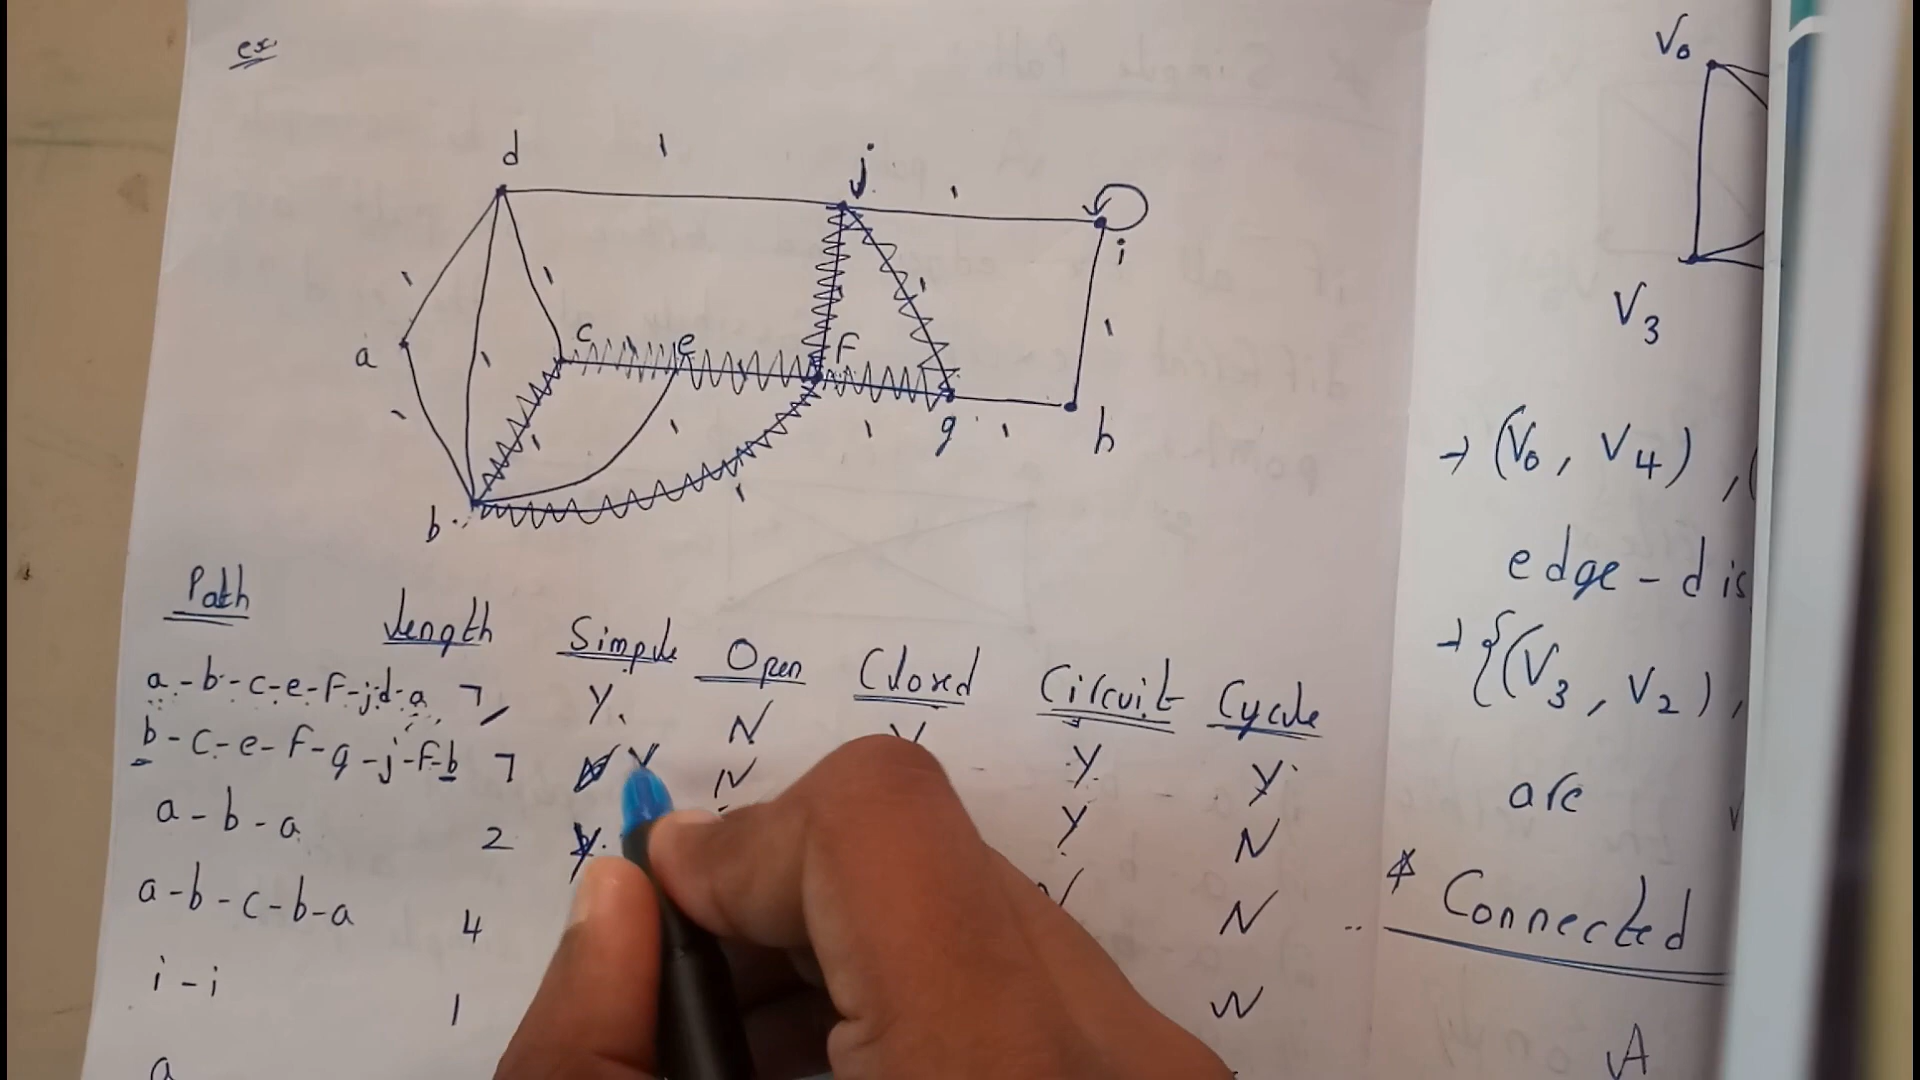 ex
d
j
i
a
c
e
f
g
h
b
Path Length Simple Open Closed Circuit Cycle
a-b-c-e-f-j-d-a 7 Y N Y Y Y
b-c-e-f-g-j-f-b 7 Y N Y N
a-b-a 2 Y N
a-b-c-b-a 4 N
i-i 1
a
V0
V3
→ (V0, V4), (
edge-dis
→ {(V3, V2),
are
* Connected
A